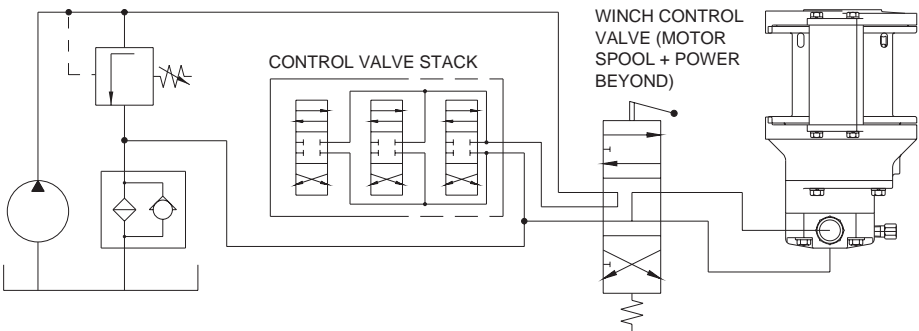 WINCH CONTROL
VALVE (MOTOR
SPOOL + POWER
BEYOND)
CONTROL VALVE STACK